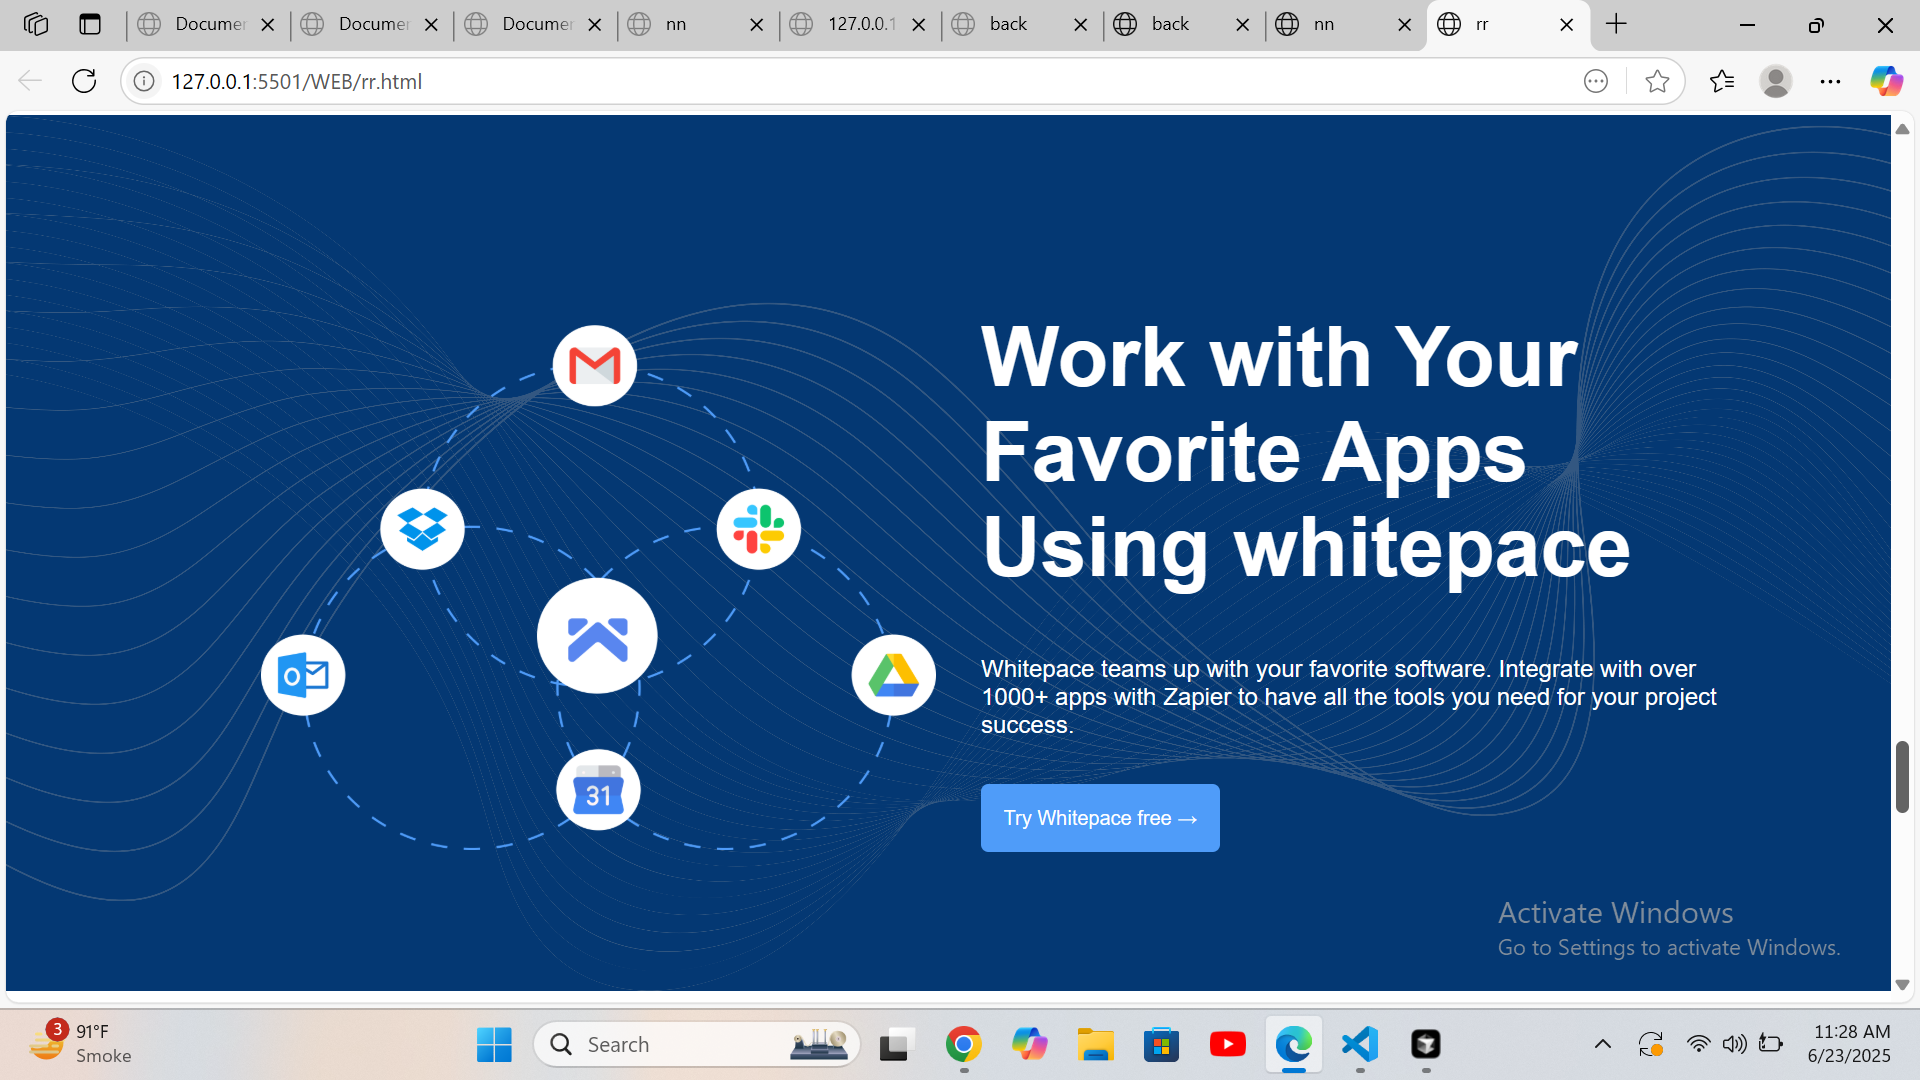 Documen
Documen
Documen
nn
127.0.0.1
back
back
nn
rr
127.0.0.1:5501/WEB/rr.html
Work with Your
Favorite Apps
Using whitepace
Whitepace teams up with your favorite software. Integrate with over
1000+ apps with Zapier to have all the tools you need for your project
success.
Try Whitepace free →
31
Activate Windows
Go to Settings to activate Windows.
3
91°F
Smoke
Search
11:28 AM
6/23/2025